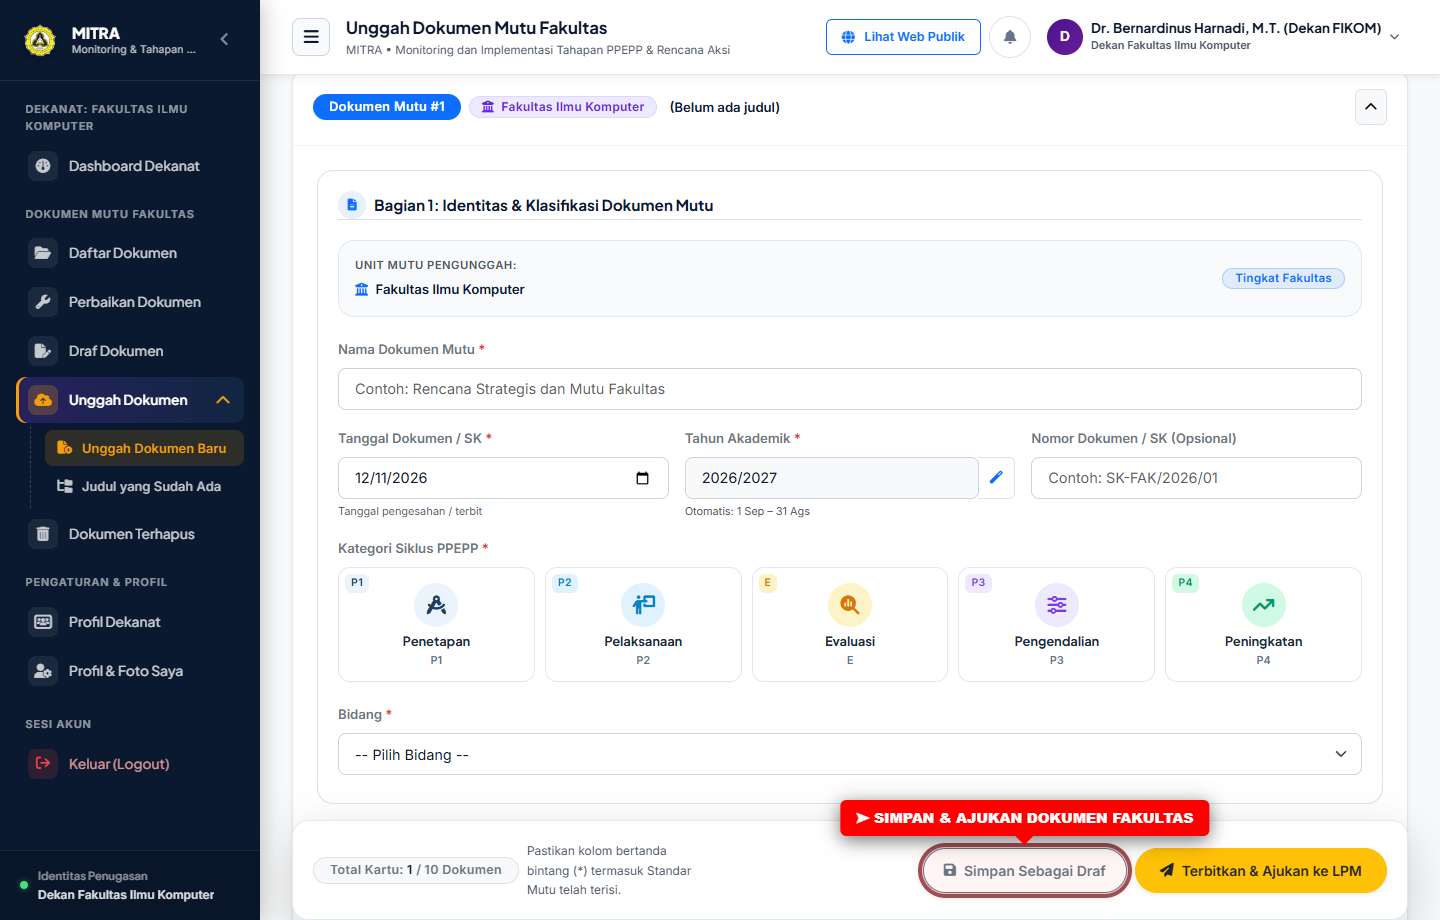 MITRA
Monitoring & Tahapan ...
DEKANAT: FAKULTAS ILMU
KOMPUTER
Dashboard Dekanat
DOKUMEN MUTU FAKULTAS
Daftar Dokumen
Perbaikan Dokumen
Draf Dokumen
Unggah Dokumen
Unggah Dokumen Baru
Judul yang Sudah Ada
Dokumen Terhapus
PENGATURAN & PROFIL
Profil Dekanat
Profil & Foto Saya
SESI AKUN
Keluar (Logout)
Identitas Penugasan
Dekan Fakultas Ilmu Komputer
Unggah Dokumen Mutu Fakultas
MITRA • Monitoring dan Implementasi Tahapan PPEPP & Rencana Aksi
Lihat Web Publik
D
Dr. Bernardinus Harnadi, M.T. (Dekan FIKOM)
Dekan Fakultas Ilmu Komputer
Dokumen Mutu #1
Fakultas Ilmu Komputer
(Belum ada judul)
Bagian 1: Identitas & Klasifikasi Dokumen Mutu
UNIT MUTU PENGUNGGAH:
Fakultas Ilmu Komputer
Tingkat Fakultas
Nama Dokumen Mutu *
Contoh: Rencana Strategis dan Mutu Fakultas
Tanggal Dokumen / SK *
12/11/2026
Tanggal pengesahan / terbit
Tahun Akademik *
2026/2027
Otomatis: 1 Sep – 31 Ags
Nomor Dokumen / SK (Opsional)
Contoh: SK-FAK/2026/01
Kategori Siklus PPEPP *
P1
Penetapan
P1
P2
Pelaksanaan
P2
E
Evaluasi
E
P3
Pengendalian
P3
P4
Peningkatan
P4
Bidang *
-- Pilih Bidang --
➤ SIMPAN & AJUKAN DOKUMEN FAKULTAS
Total Kartu: 1 / 10 Dokumen
Pastikan kolom bertanda
bintang (*) termasuk Standar
Mutu telah terisi.
Simpan Sebagai Draf
Terbitkan & Ajukan ke LPM